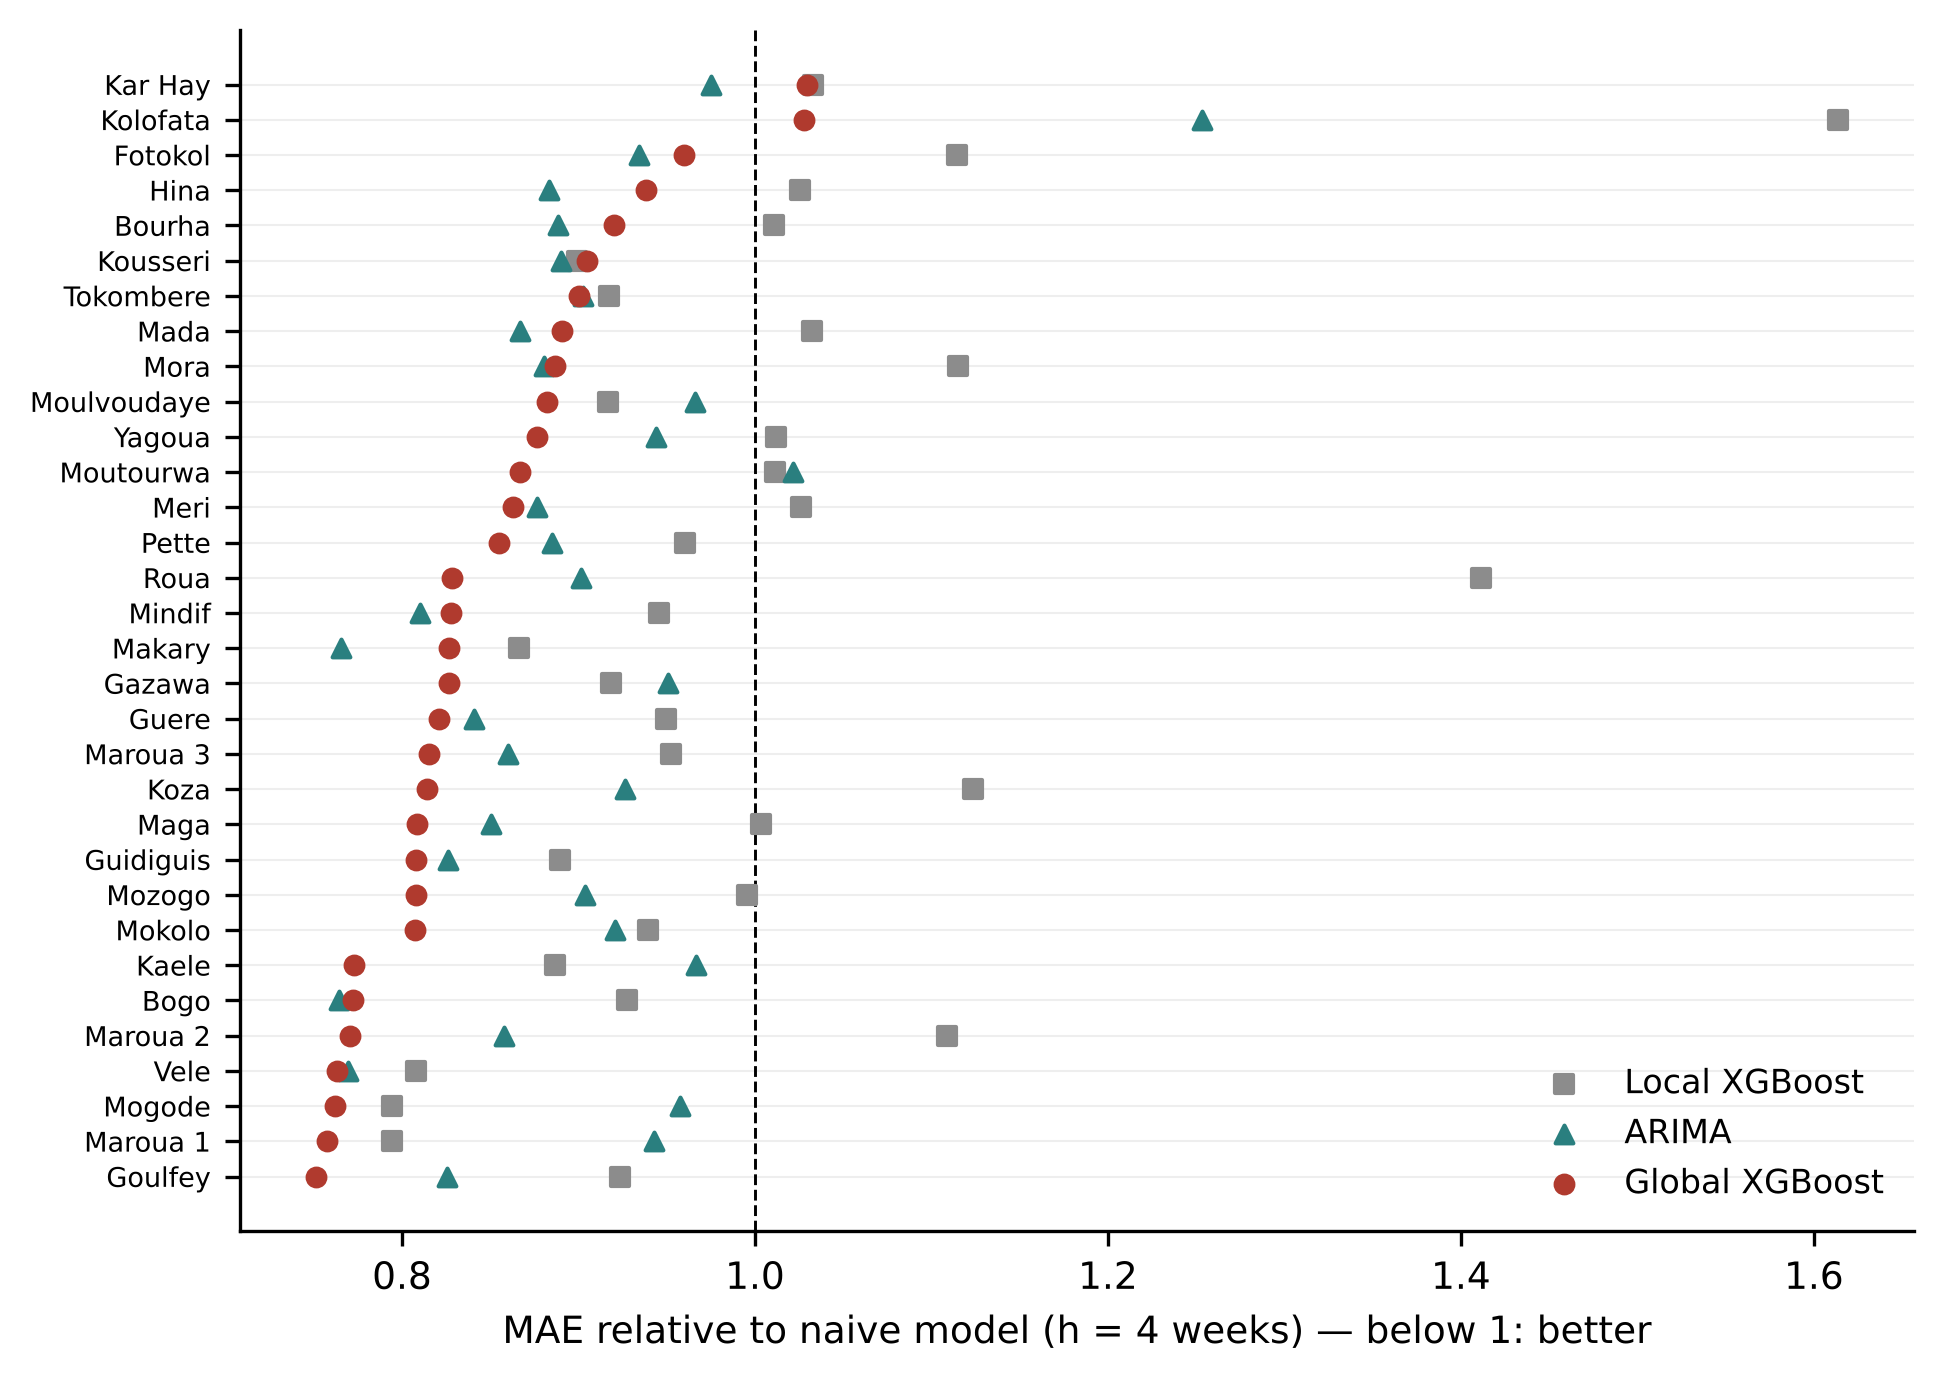 Kar Hay
Kolofata
Fotokol
Hina
Bourha
Kousseri
Tokombere
Mada
Mora
Moulvoudaye
Yagoua
Moutourwa
Meri
Pette
Roua
Mindif
Makary
Gazawa
Guere
Maroua 3
Koza
Maga
Guidiguis
Mozogo
Mokolo
Kaele
Bogo
Maroua 2
Vele
Mogode
Maroua 1
Goulfey
Local XGBoost
ARIMA
Global XGBoost
0.8 1.0 1.2 1.4 1.6
MAE relative to naive model (h = 4 weeks) — below 1: better